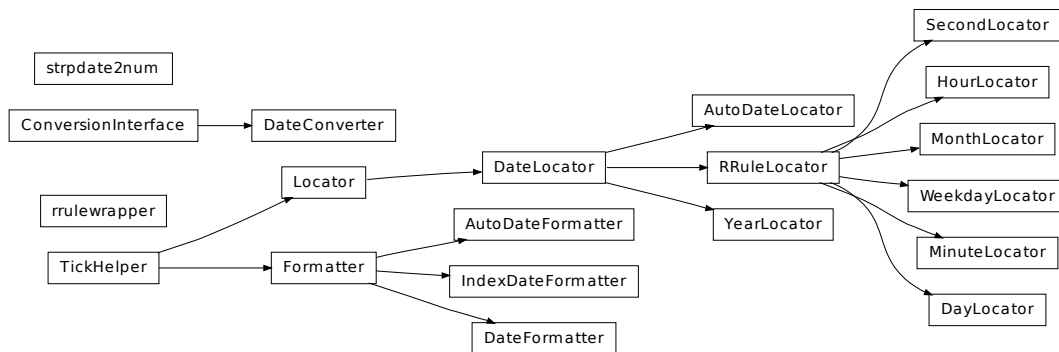 SecondLocator
strpdate2num
HourLocator
AutoDateLocator
ConversionInterface
DateConverter
MonthLocator
DateLocator
RRuleLocator
Locator
WeekdayLocator
rrulewrapper
AutoDateFormatter
YearLocator
MinuteLocator
TickHelper
Formatter
IndexDateFormatter
DayLocator
DateFormatter